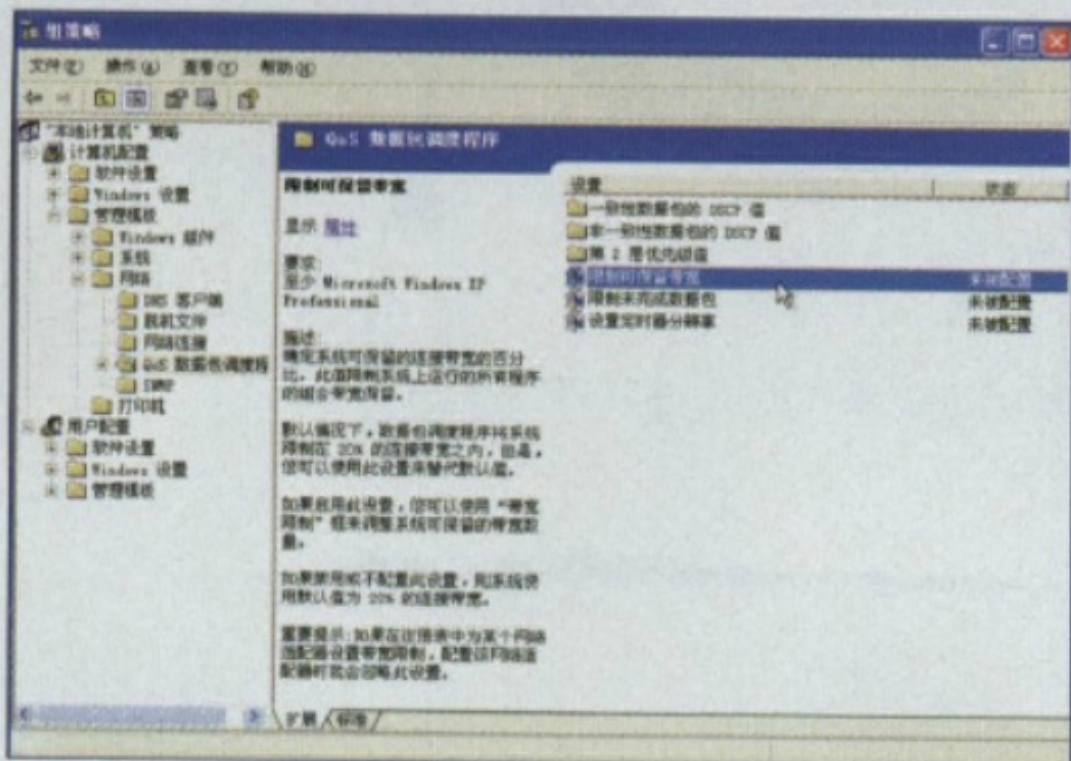 组策略
文件(F) 操作(A) 查看(V) 帮助(H)
"本地计算机" 策略
计算机配置
软件设置
Windows 设置
管理模板
Windows 组件
系统
网络
DNS 客户端
脱机文件
网络连接
QoS 数据包调度程
SNMP
打印机
用户配置
软件设置
Windows 设置
管理模板
QoS 数据包调度程序
限制可保留带宽
显示 属性
要求:
至少 Microsoft Windows XP
Professional
描述:
确定系统可保留的连接带宽的百分
比。此值限制系统上运行的所有程序
的组合带宽保留。
默认情况下，数据包调度程序将系统
限制在 20% 的连接带宽之内，但是，
您可以使用此设置来替代默认值。
如果启用此设置，您可以使用 “带宽
限制” 框来调整系统可保留的带宽数
量。
如果禁用或不配置此设置，则系统使
用默认值为 20% 的连接带宽。
重要提示:如果在注册表中为某个网络
适配器设置带宽限制，配置该网络适
配器时就会忽略此设置。
设置 状态
一致性数据包的 DSCP 值
非一致性数据包的 DSCP 值
第 2 层优先级值
限制可保留带宽 未被配置
限制未完成数据包 未被配置
设置定时器分辨率 未被配置
扩展 标准